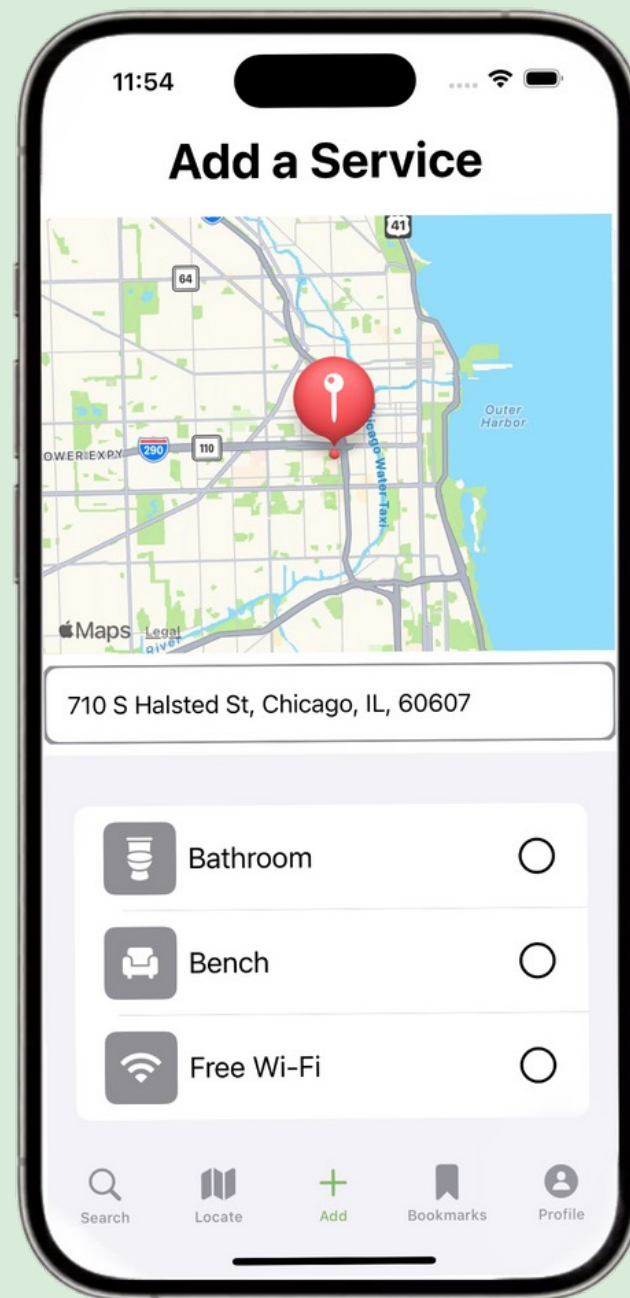 11:54
Add a Service
41
64
Outer
Harbor
290
110
OWER EXPY
Chicago Water Taxi
Maps
Legal
River
710 S Halsted St, Chicago, IL, 60607
Bathroom
Bench
Free Wi-Fi
Search
Locate
Add
Bookmarks
Profile